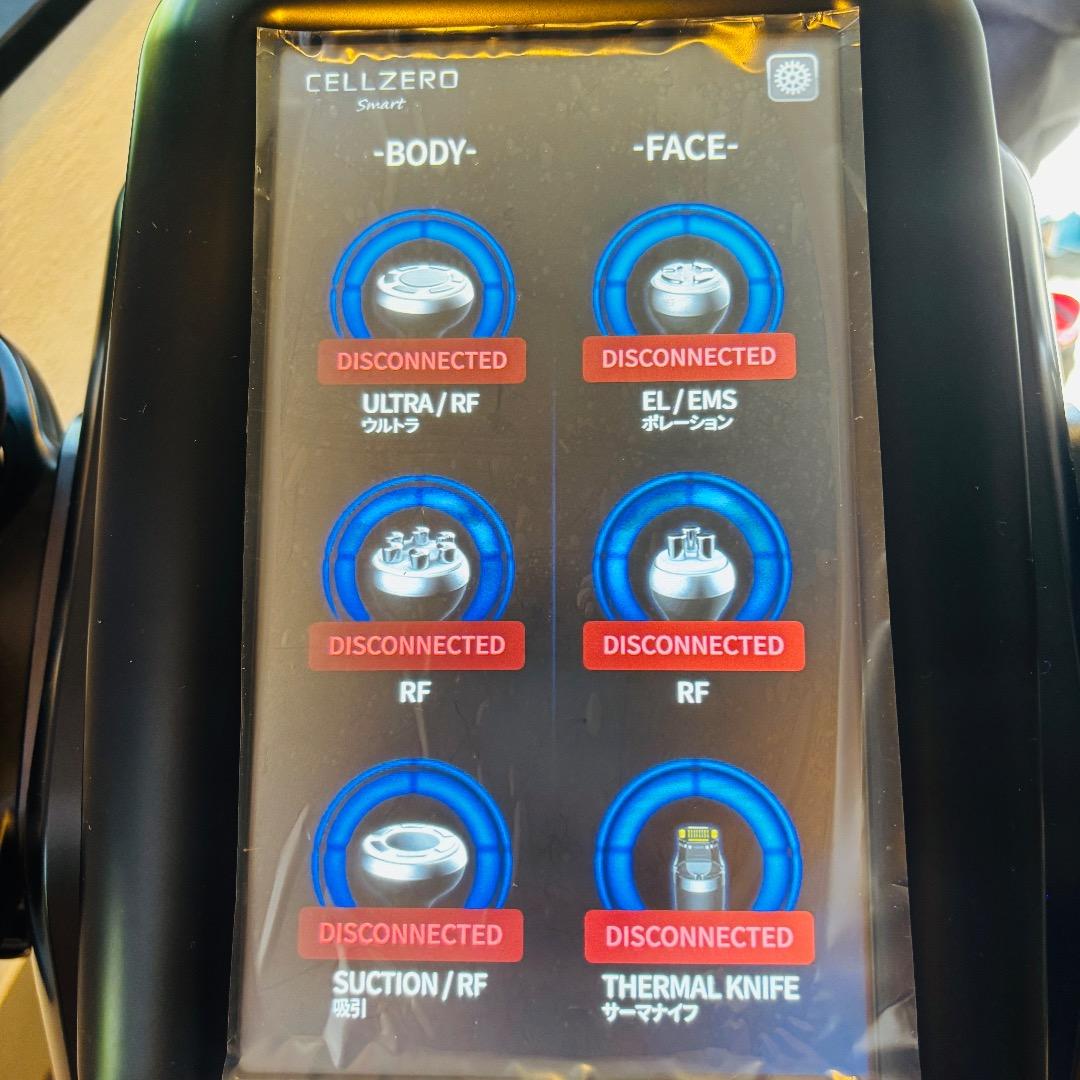 CELLZERO
Smart
-BODY-
-FACE-
DISCONNECTED
ULTRA / RF
ウルトラ
DISCONNECTED
EL / EMS
ポレーション
DISCONNECTED
RF
DISCONNECTED
RF
DISCONNECTED
SUCTION / RF
吸引
DISCONNECTED
THERMAL KNIFE
サーマナイフ